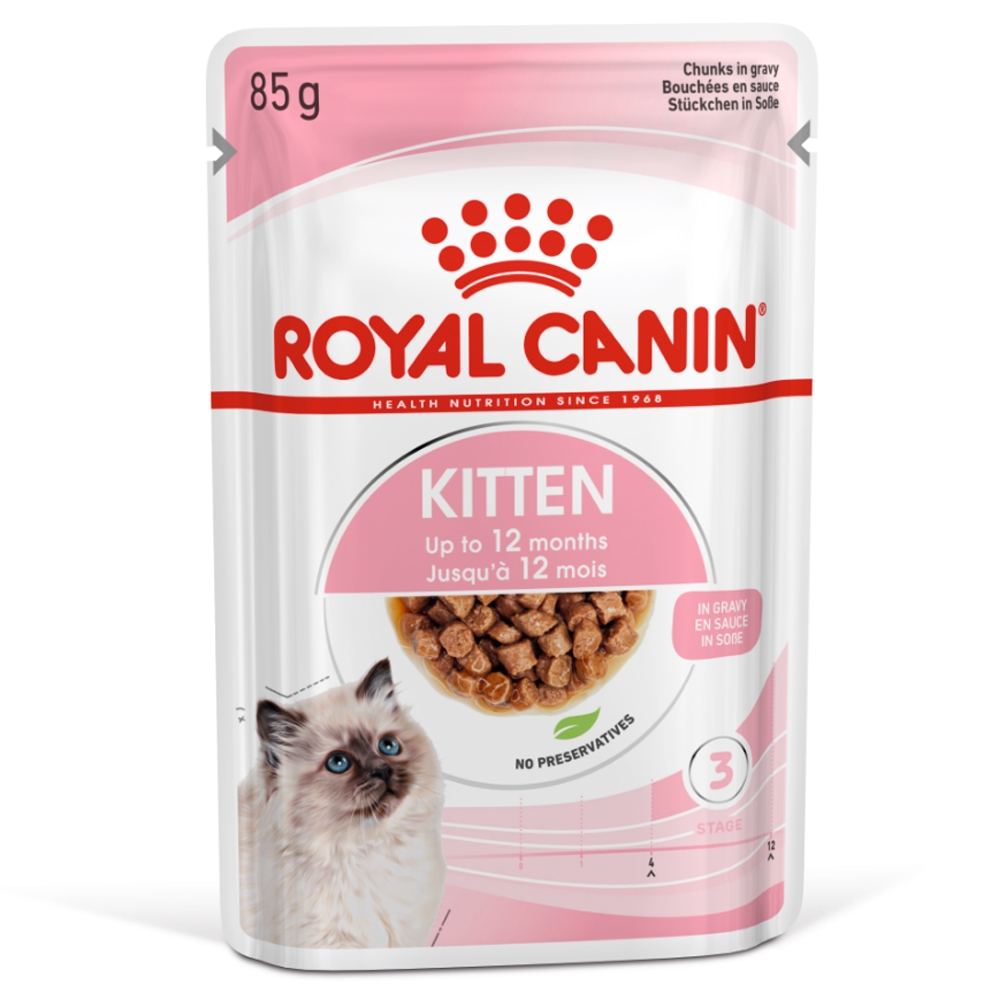 85 g
Chunks in gravy
Bouchées en sauce
Stückchen in Soße
ROYAL CANIN®
HEALTH NUTRITION SINCE 1968
KITTEN
Up to 12 months
Jusqu'à 12 mois
IN GRAVY
EN SAUCE
IN SOßE
NO PRESERVATIVES
3
STAGE
4
12